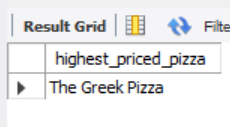 Result Grid Filte
highest_priced_pizza
The Greek Pizza